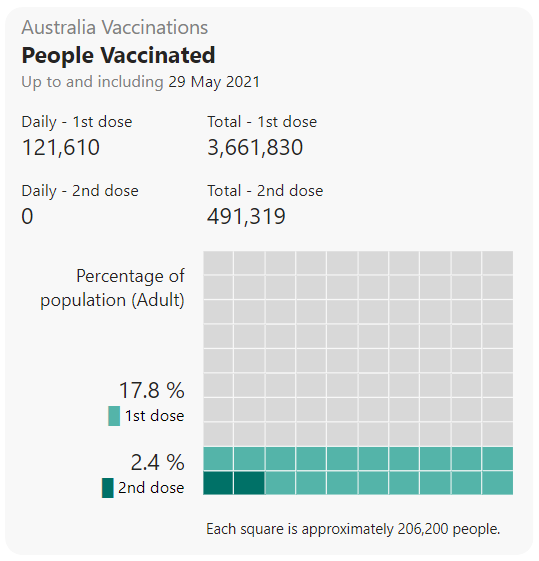 Australia Vaccinations
People Vaccinated
Up to and including 29 May 2021
Daily - 1st dose
121,610
Total - 1st dose
3,661,830
Daily - 2nd dose
0
Total - 2nd dose
491,319
Percentage of
population (Adult)
17.8 %
1st dose
2.4 %
2nd dose
Each square is approximately 206,200 people.